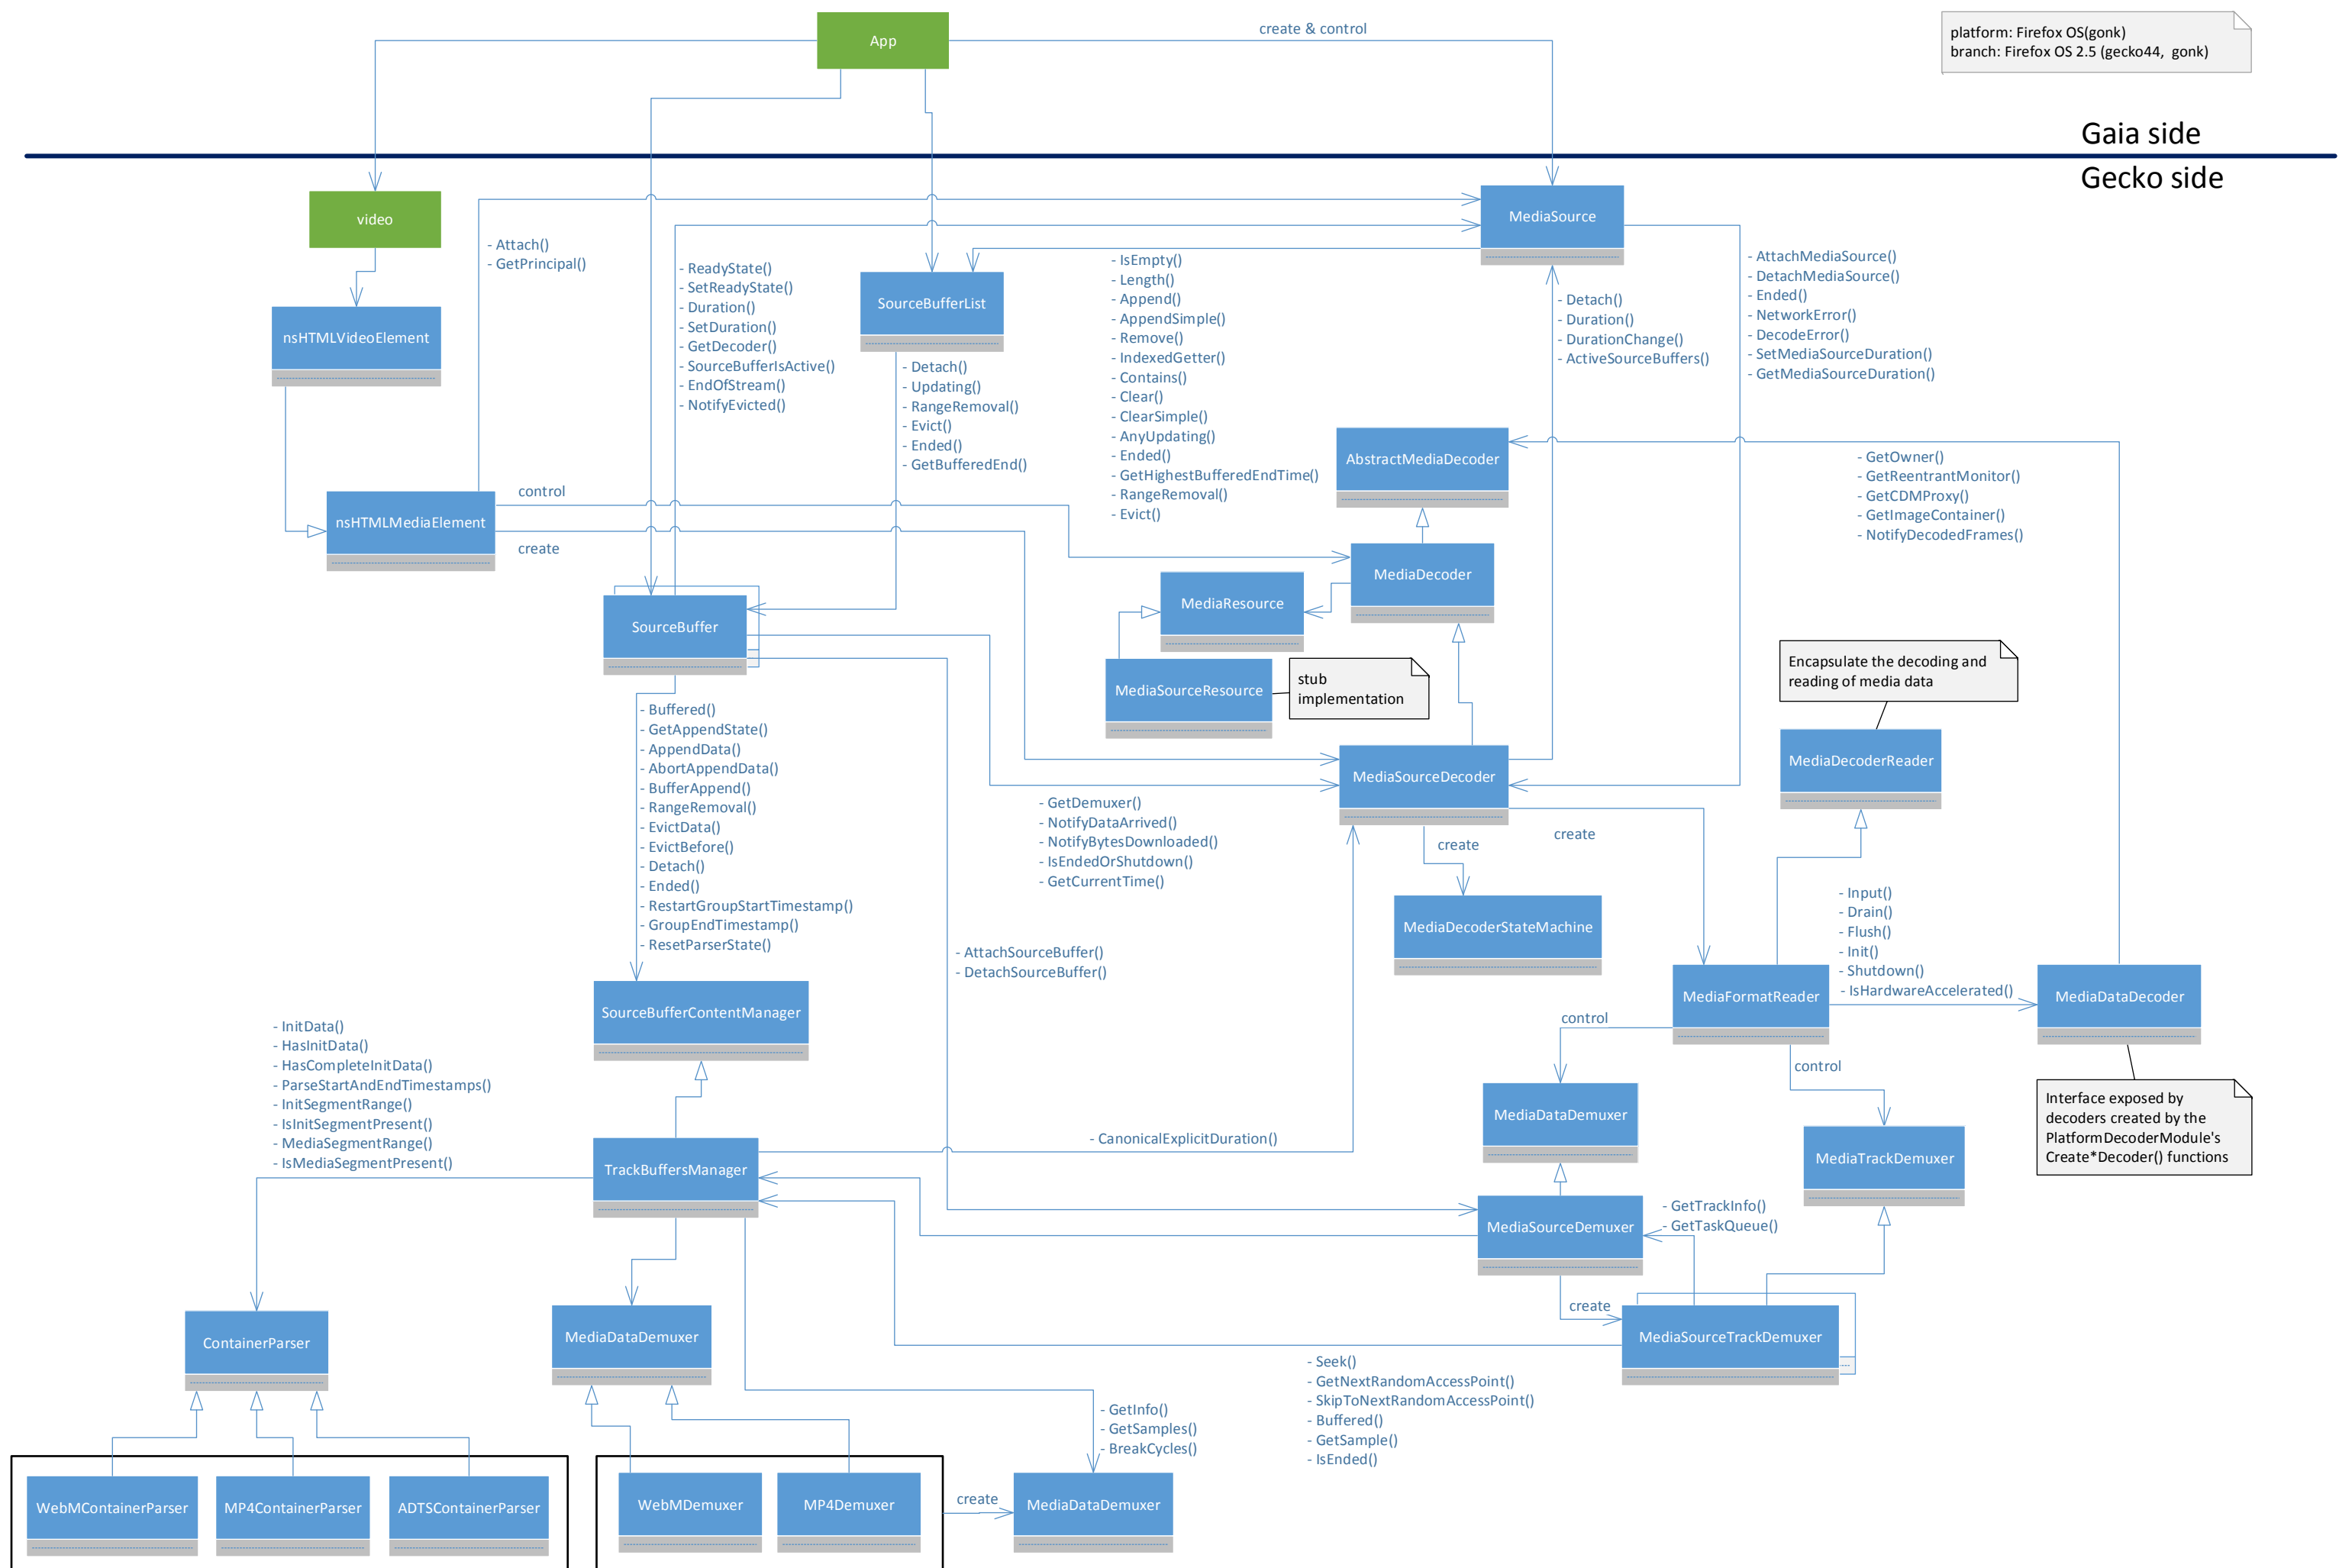 App
create & control
platform: Firefox OS(gonk)
branch: Firefox OS 2.5 (gecko44, gonk)
Gaia side
Gecko side
video
MediaSource
- Attach()
- GetPrincipal()
- ReadyState()
- SetReadyState()
- Duration()
- SetDuration()
- GetDecoder()
- SourceBufferIsActive()
- EndOfStream()
- NotifyEvicted()
SourceBufferList
- IsEmpty()
- Length()
- Append()
- AppendSimple()
- Remove()
- IndexedGetter()
- Contains()
- Clear()
- ClearSimple()
- AnyUpdating()
- Ended()
- GetHighestBufferedEndTime()
- RangeRemoval()
- Evict()
- Detach()
- Duration()
- DurationChange()
- ActiveSourceBuffers()
- AttachMediaSource()
- DetachMediaSource()
- Ended()
- NetworkError()
- DecodeError()
- SetMediaSourceDuration()
- GetMediaSourceDuration()
nsHTMLVideoElement
- Detach()
- Updating()
- RangeRemoval()
- Evict()
- Ended()
- GetBufferedEnd()
AbstractMediaDecoder
- GetOwner()
- GetReentrantMonitor()
- GetCDMProxy()
- GetImageContainer()
- NotifyDecodedFrames()
nsHTMLMediaElement
control
create
MediaDecoder
MediaResource
SourceBuffer
MediaSourceResource
stub
implementation
Encapsulate the decoding and
reading of media data
- Buffered()
- GetAppendState()
- AppendData()
- AbortAppendData()
- BufferAppend()
- RangeRemoval()
- EvictData()
- EvictBefore()
- Detach()
- Ended()
- RestartGroupStartTimestamp()
- GroupEndTimestamp()
- ResetParserState()
MediaSourceDecoder
MediaDecoderReader
- GetDemuxer()
- NotifyDataArrived()
- NotifyBytesDownloaded()
- IsEndedOrShutdown()
- GetCurrentTime()
create
create
MediaDecoderStateMachine
- Input()
- Drain()
- Flush()
- Init()
- Shutdown()
- IsHardwareAccelerated()
- AttachSourceBuffer()
- DetachSourceBuffer()
SourceBufferContentManager
MediaFormatReader
MediaDataDecoder
control
control
- InitData()
- HasInitData()
- HasCompleteInitData()
- ParseStartAndEndTimestamps()
- InitSegmentRange()
- IsInitSegmentPresent()
- MediaSegmentRange()
- IsMediaSegmentPresent()
MediaDataDemuxer
Interface exposed by
decoders created by the
PlatformDecoderModule's
Create*Decoder() functions
- CanonicalExplicitDuration()
MediaTrackDemuxer
TrackBuffersManager
MediaSourceDemuxer
- GetTrackInfo()
- GetTaskQueue()
create
MediaSourceTrackDemuxer
ContainerParser
MediaDataDemuxer
- Seek()
- GetNextRandomAccessPoint()
- SkipToNextRandomAccessPoint()
- Buffered()
- GetSample()
- IsEnded()
- GetInfo()
- GetSamples()
- BreakCycles()
WebMContainerParser
MP4ContainerParser
ADTSContainerParser
WebMDemuxer
MP4Demuxer
create
MediaDataDemuxer